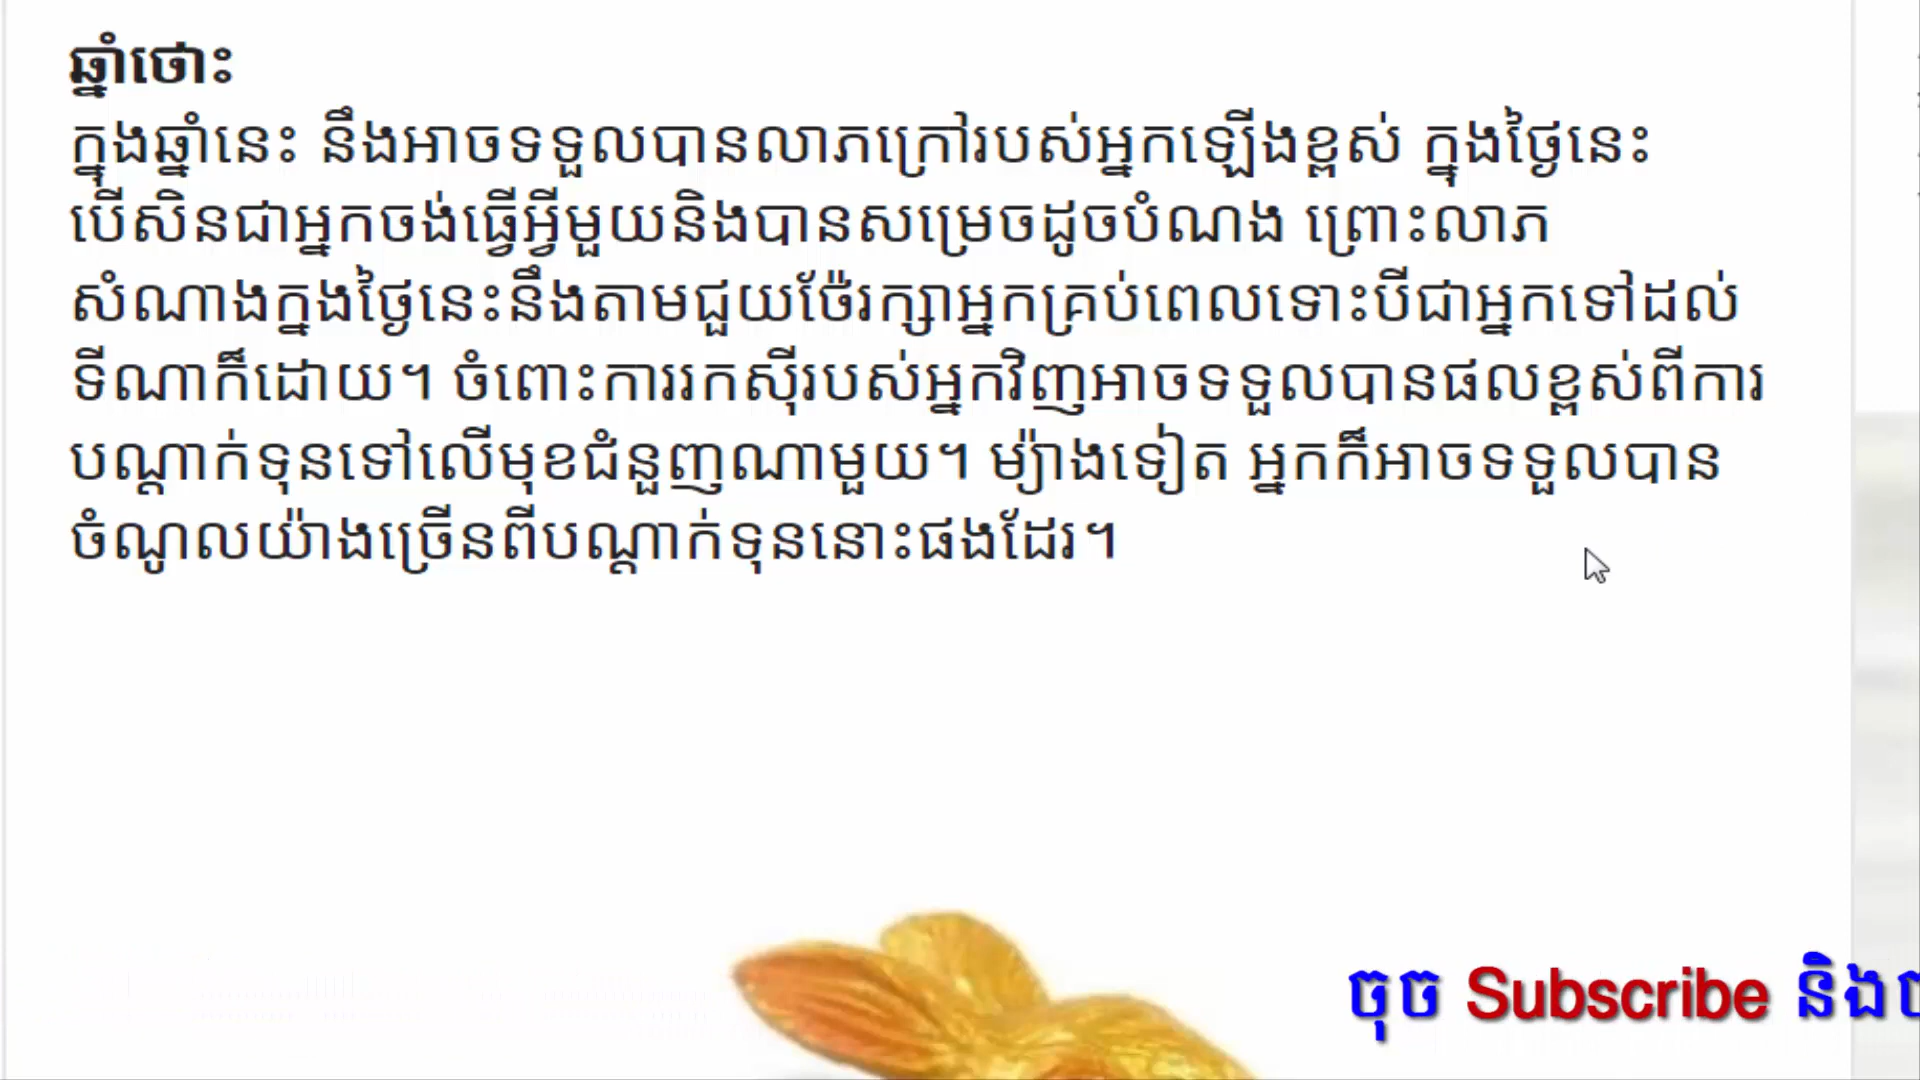 ឆ្នាំថោះ
ក្នុងឆ្នាំនេះ នឹងអាចទទួលបានលាភក្រៅរបស់អ្នកឡើងខ្ពស់ ក្នុងថ្ងៃនេះ
បើសិនជាអ្នកចង់ធ្វើអ្វីមួយនិងបានសម្រេចដូចបំណង ព្រោះលាភ
សំណាងក្នងថ្ងៃនេះនឹងតាមជួយថែររក្សាអ្នកគ្រប់ពេលទោះបីជាអ្នកទៅដល់
ទីណាក៏ដោយ។ ចំពោះការរកស៊ីរបស់អ្នកវិញអាចទទួលបានផលខ្ពស់ពីការ
បណ្តាក់ទុនទៅលើមុខជំនួញណាមួយ។ ម៉្យាងទៀត អ្នកក៏អាចទទួលបាន
ចំណូលយ៉ាងច្រើនពីបណ្តាក់ទុននោះផងដែរ។
ចុច Subscribe និង